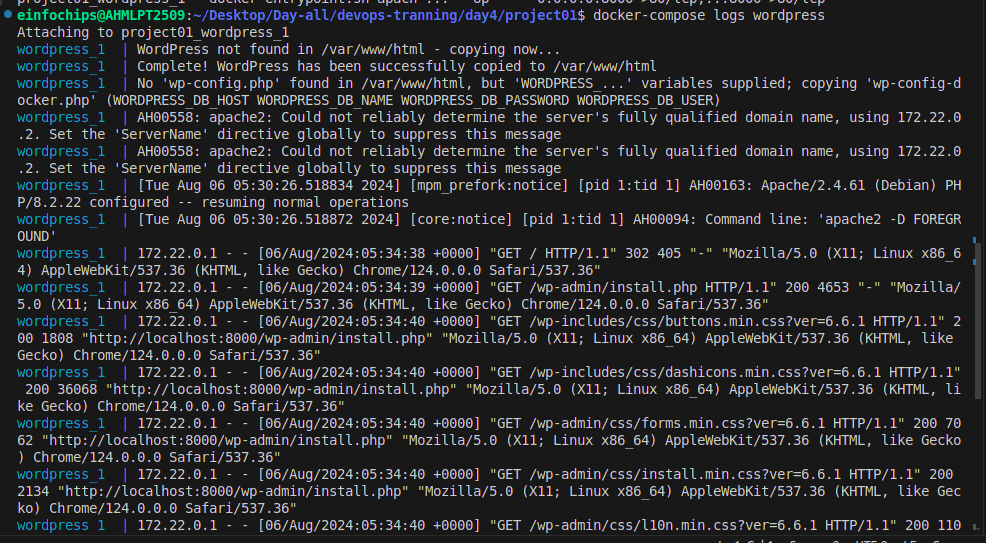 einfochips@AHMLPT2509:~/Desktop/Day-all/devops-tranning/day4/project01$ docker-compose logs wordpress
Attaching to project01_wordpress_1
wordpress_1  | WordPress not found in /var/www/html - copying now...
wordpress_1  | Complete! WordPress has been successfully copied to /var/www/html
wordpress_1  | No 'wp-config.php' found in /var/www/html, but 'WORDPRESS_...' variables supplied; copying 'wp-config-d
ocker.php' (WORDPRESS_DB_HOST WORDPRESS_DB_NAME WORDPRESS_DB_PASSWORD WORDPRESS_DB_USER)
wordpress_1  | AH00558: apache2: Could not reliably determine the server's fully qualified domain name, using 172.22.0
.2. Set the 'ServerName' directive globally to suppress this message
wordpress_1  | AH00558: apache2: Could not reliably determine the server's fully qualified domain name, using 172.22.0
.2. Set the 'ServerName' directive globally to suppress this message
wordpress_1  | [Tue Aug 06 05:30:26.518834 2024] [mpm_prefork:notice] [pid 1:tid 1] AH00163: Apache/2.4.61 (Debian) PH
P/8.2.22 configured -- resuming normal operations
wordpress_1  | [Tue Aug 06 05:30:26.518872 2024] [core:notice] [pid 1:tid 1] AH00094: Command line: 'apache2 -D FOREGR
OUND'
wordpress_1  | 172.22.0.1 - - [06/Aug/2024:05:34:38 +0000] "GET / HTTP/1.1" 302 405 "-" "Mozilla/5.0 (X11; Linux x86_6
4) AppleWebKit/537.36 (KHTML, like Gecko) Chrome/124.0.0.0 Safari/537.36"
wordpress_1  | 172.22.0.1 - - [06/Aug/2024:05:34:39 +0000] "GET /wp-admin/install.php HTTP/1.1" 200 4653 "-" "Mozilla/
5.0 (X11; Linux x86_64) AppleWebKit/537.36 (KHTML, like Gecko) Chrome/124.0.0.0 Safari/537.36"
wordpress_1  | 172.22.0.1 - - [06/Aug/2024:05:34:40 +0000] "GET /wp-includes/css/buttons.min.css?ver=6.6.1 HTTP/1.1" 2
00 1808 "http://localhost:8000/wp-admin/install.php" "Mozilla/5.0 (X11; Linux x86_64) AppleWebKit/537.36 (KHTML, like
Gecko) Chrome/124.0.0.0 Safari/537.36"
wordpress_1  | 172.22.0.1 - - [06/Aug/2024:05:34:40 +0000] "GET /wp-includes/css/dashicons.min.css?ver=6.6.1 HTTP/1.1"
 200 36068 "http://localhost:8000/wp-admin/install.php" "Mozilla/5.0 (X11; Linux x86_64) AppleWebKit/537.36 (KHTML, li
ke Gecko) Chrome/124.0.0.0 Safari/537.36"
wordpress_1  | 172.22.0.1 - - [06/Aug/2024:05:34:40 +0000] "GET /wp-admin/css/forms.min.css?ver=6.6.1 HTTP/1.1" 200 70
62 "http://localhost:8000/wp-admin/install.php" "Mozilla/5.0 (X11; Linux x86_64) AppleWebKit/537.36 (KHTML, like Gecko
) Chrome/124.0.0.0 Safari/537.36"
wordpress_1  | 172.22.0.1 - - [06/Aug/2024:05:34:40 +0000] "GET /wp-admin/css/install.min.css?ver=6.6.1 HTTP/1.1" 200
2134 "http://localhost:8000/wp-admin/install.php" "Mozilla/5.0 (X11; Linux x86_64) AppleWebKit/537.36 (KHTML, like Gec
ko) Chrome/124.0.0.0 Safari/537.36"
wordpress_1  | 172.22.0.1 - - [06/Aug/2024:05:34:40 +0000] "GET /wp-admin/css/l10n.min.css?ver=6.6.1 HTTP/1.1" 200 110